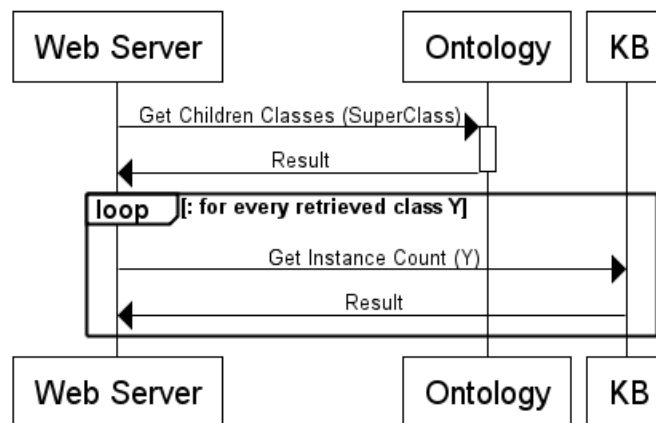 Web Server
Ontology
KB
Get Children Classes (SuperClass)
Result
loop
[: for every retrieved class Y]
Get Instance Count (Y)
Result
Web Server
Ontology
KB